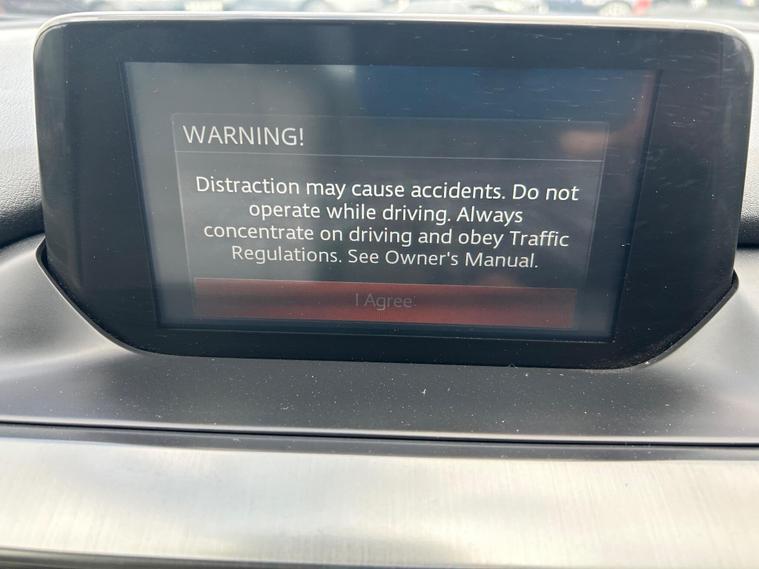 WARNING!
Distraction may cause accidents. Do not
operate while driving. Always
concentrate on driving and obey Traffic
Regulations. See Owner's Manual.
I Agree